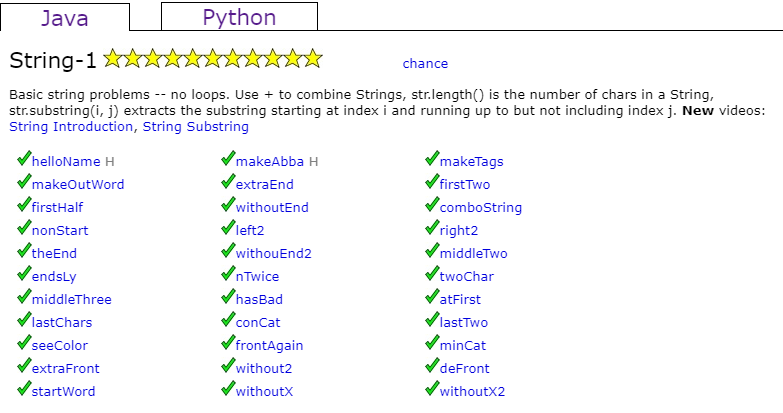 Java Python
String-1 chance
Basic string problems -- no loops. Use + to combine Strings, str.length() is the number of chars in a String,
str.substring(i, j) extracts the substring starting at index i and running up to but not including index j. New videos:
String Introduction, String Substring
helloName H makeAbba H makeTags
makeOutWord extraEnd firstTwo
firstHalf withoutEnd comboString
nonStart left2 right2
theEnd withouEnd2 middleTwo
endsLy nTwice twoChar
middleThree hasBad atFirst
lastChars conCat lastTwo
seeColor frontAgain minCat
extraFront without2 deFront
startWord withoutX withoutX2